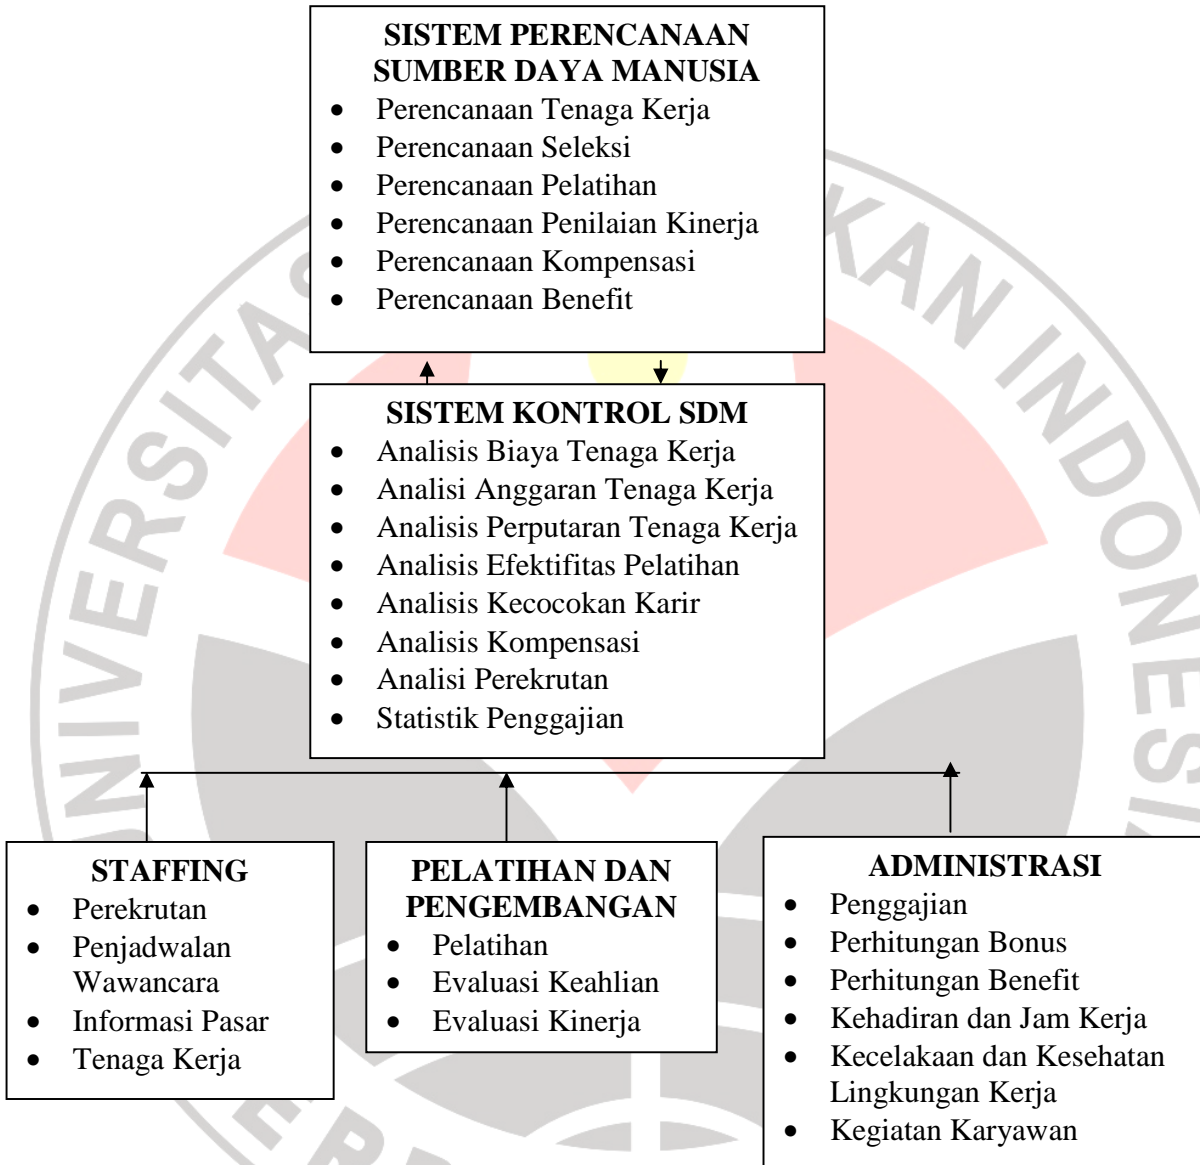 SISTEM PERENCANAAN
SUMBER DAYA MANUSIA
• Perencanaan Tenaga Kerja
• Perencanaan Seleksi
• Perencanaan Pelatihan
• Perencanaan Penilaian Kinerja
• Perencanaan Kompensasi
• Perencanaan Benefit
SISTEM KONTROL SDM
• Analisis Biaya Tenaga Kerja
• Analisi Anggaran Tenaga Kerja
• Analisis Perputaran Tenaga Kerja
• Analisis Efektifitas Pelatihan
• Analisis Kecocokan Karir
• Analisis Kompensasi
• Analisi Perekrutan
• Statistik Penggajian
STAFFING
• Perekrutan
• Penjadwalan
Wawancara
• Informasi Pasar
• Tenaga Kerja
PELATIHAN DAN
PENGEMBANGAN
• Pelatihan
• Evaluasi Keahlian
• Evaluasi Kinerja
ADMINISTRASI
• Penggajian
• Perhitungan Bonus
• Perhitungan Benefit
• Kehadiran dan Jam Kerja
• Kecelakaan dan Kesehatan
Lingkungan Kerja
• Kegiatan Karyawan